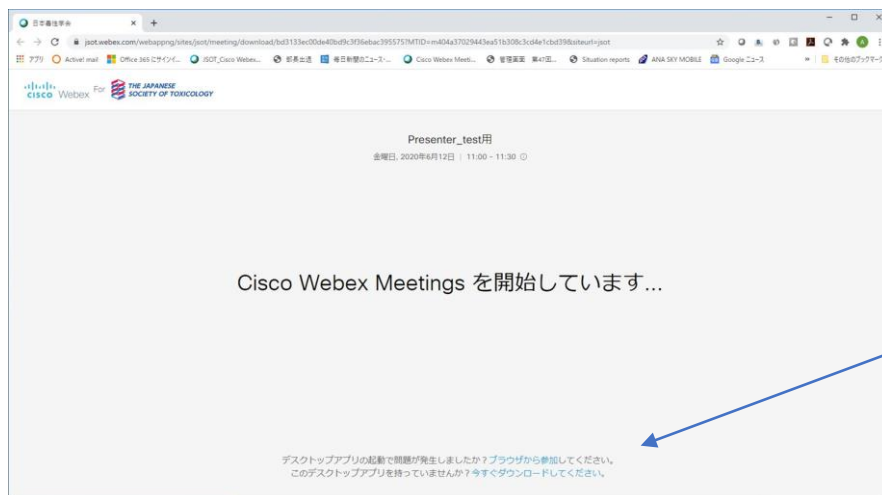 日本毒性学会
jsot.webex.com/webappng/sites/jsot/meeting/download/bd3133ec00de40bd9c3f36ebac395575?MTID=m404a37029443ea51b308c3cd4e1cbd39&siteurl=jsot
アプリ Active! mail Office 365 にサインイ... JSOT_Cisco Webex... 部長出違 毎日新聞のニュース・... Cisco Webex Meeti... 管理画面 第47回... Situation reports ANA SKY MOBILE Google ニュース » その他のブックマーク
CISCO Webex For THE JAPANESE
SOCIETY OF TOXICOLOGY
Presenter_test用
金曜日, 2020年6月12日 | 11:00 - 11:30
Cisco Webex Meetings を開始しています...
デスクトップアプリの起動で問題が発生しましたか？ブラウザから参加してください。
このデスクトップアプリを持っていませんか？今すぐダウンロードしてください。